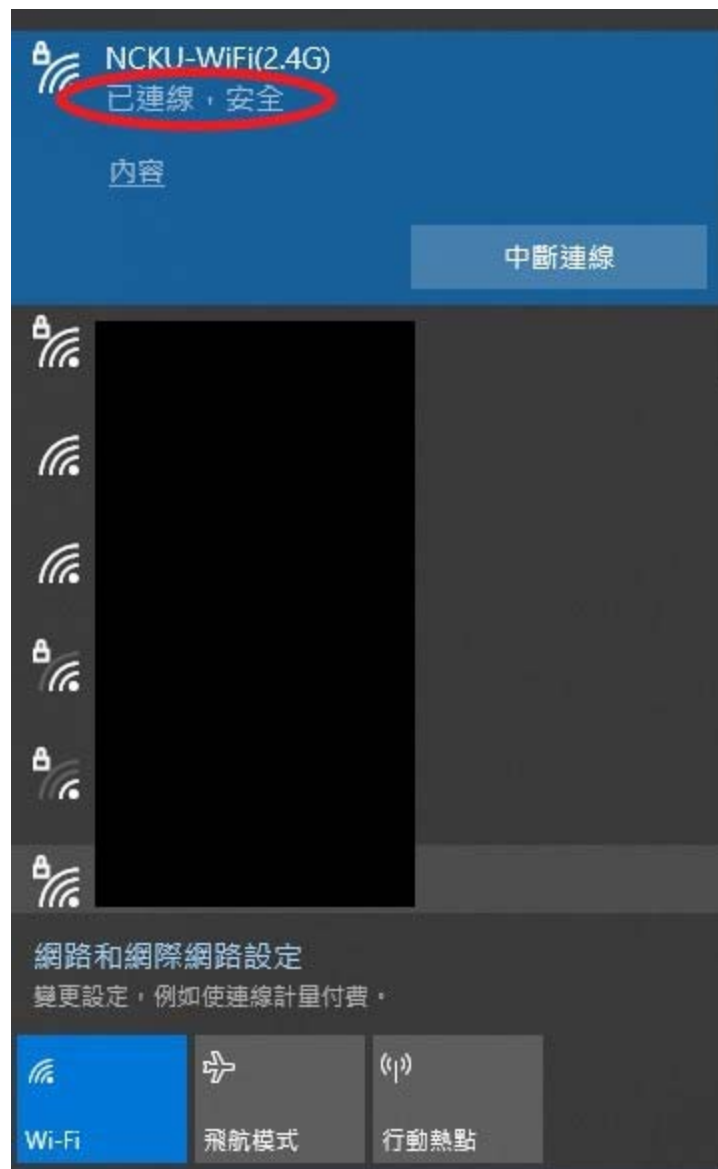 NCKU-WiFi(2.4G)
已連線，安全
內容
中斷連線
網路和網際網路設定
變更設定，例如使連線計量付費。
Wi-Fi
飛航模式
行動熱點